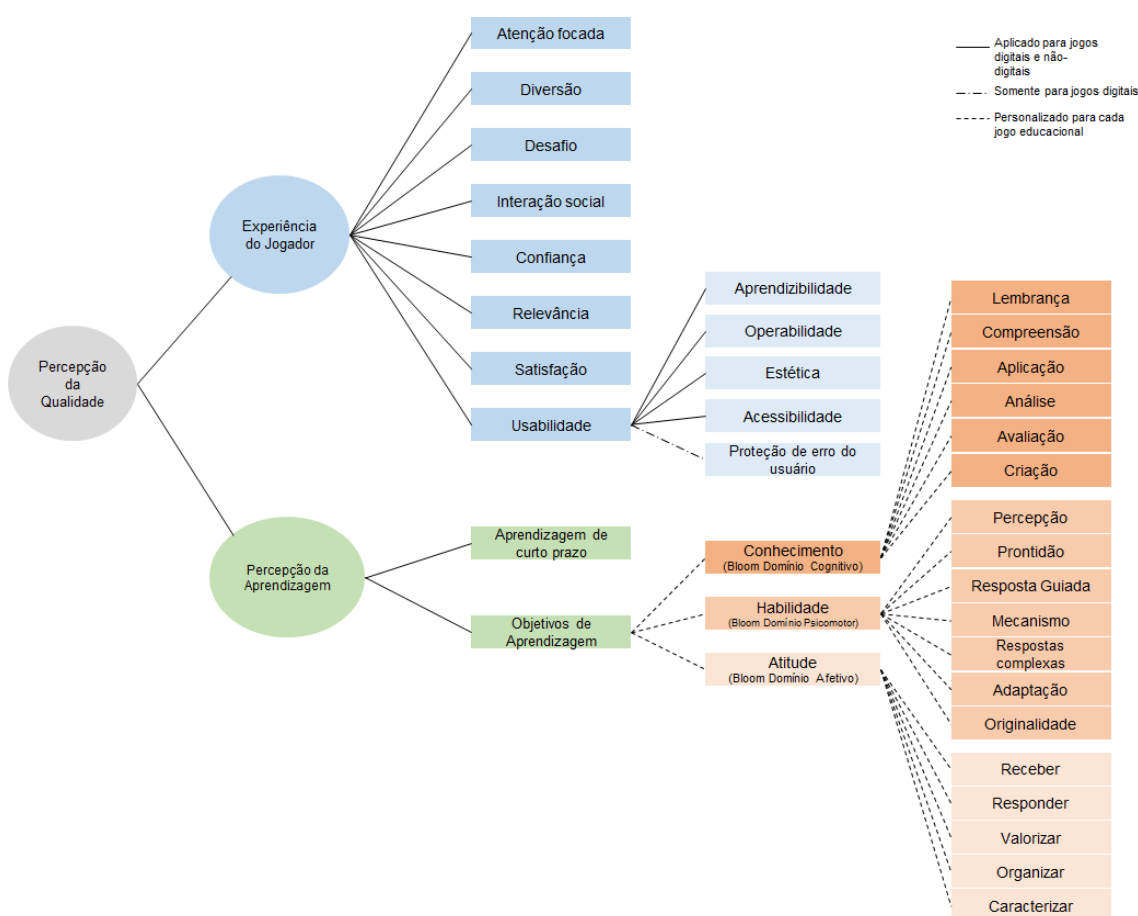 Percepção
da
Qualidade
Experiência
do Jogador
Percepção da
Aprendizagem
Atenção focada
Diversão
Desafio
Interação social
Confiança
Relevância
Satisfação
Usabilidade
Aprendizagem de
curto prazo
Objetivos de
Aprendizagem
Aprendizibilidade
Operabilidade
Estética
Acessibilidade
Proteção de erro do
usuário
Conhecimento
(Bloom Domínio Cognitivo)
Habilidade
(Bloom Domínio Psicomotor)
Atitude
(Bloom Domínio Afetivo)
Aplicado para jogos
digitais e não-
digitais
Somente para jogos digitais
Personalizado para cada
jogo educacional
Lembrança
Compreensão
Aplicação
Análise
Avaliação
Criação
Percepção
Prontidão
Resposta Guiada
Mecanismo
Respostas
complexas
Adaptação
Originalidade
Receber
Responder
Valorizar
Organizar
Caracterizar